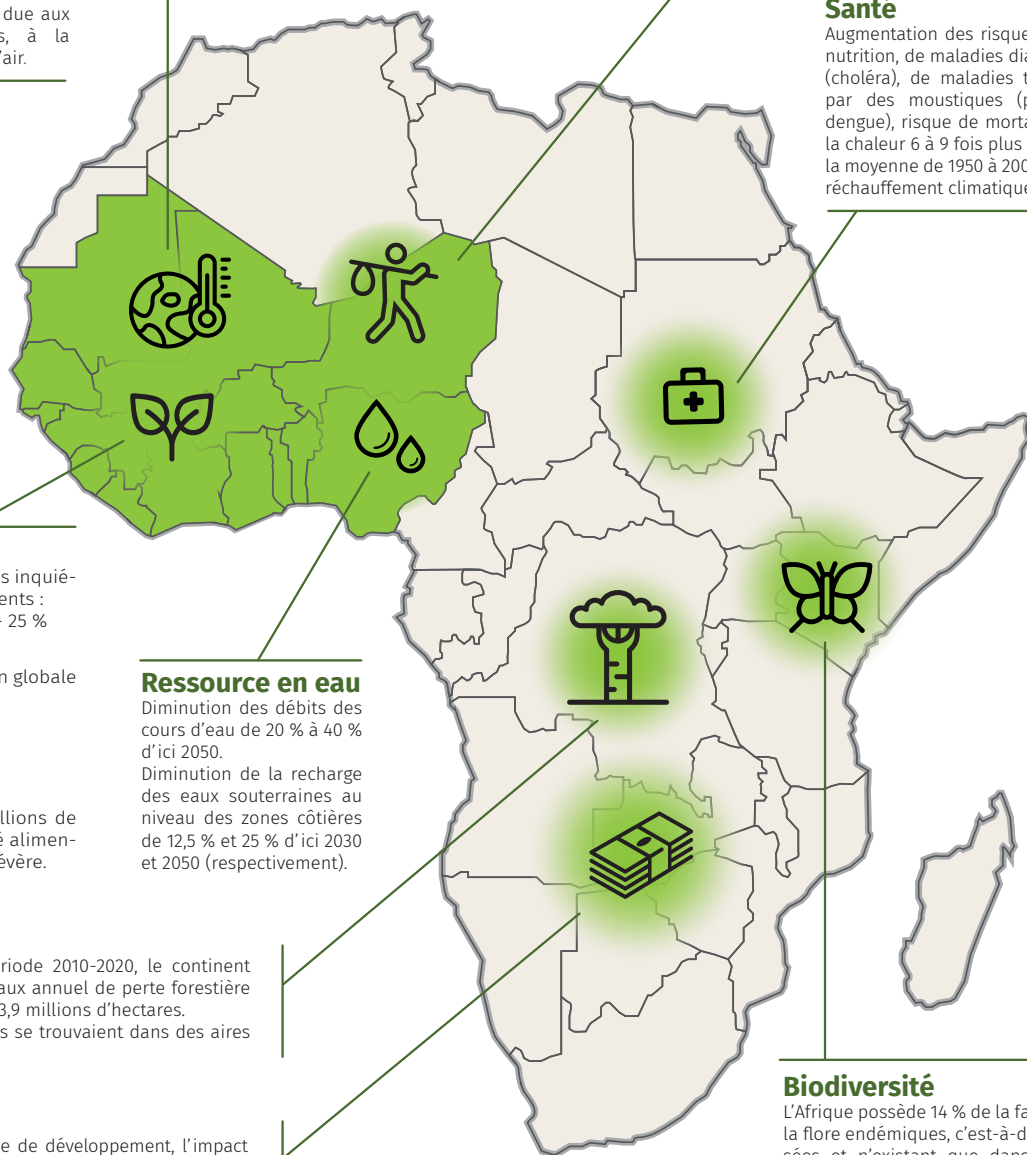 due aux
s, à la
'air.
Santé
Augmentation des risque
nutrition, de maladies dia
(choléra), de maladies t
par des moustiques (p
dengue), risque de morta
la chaleur 6 à 9 fois plus
la moyenne de 1950 à 200
réchauffement climatique
s inquié-
ents :
- 25 %
n globale
llions de
é alimen-
évère.
Ressource en eau
Diminution des débits des
cours d'eau de 20 % à 40 %
d'ici 2050.
Diminution de la recharge
des eaux souterraines au
niveau des zones côtières
de 12,5 % et 25 % d'ici 2030
et 2050 (respectivement).
riode 2010-2020, le continent
aux annuel de perte forestière
3,9 millions d'hectares.
s se trouvaient dans des aires
e de développement, l'impact
Biodiversité
L'Afrique possède 14 % de la fa
la flore endémiques, c'est-à-d